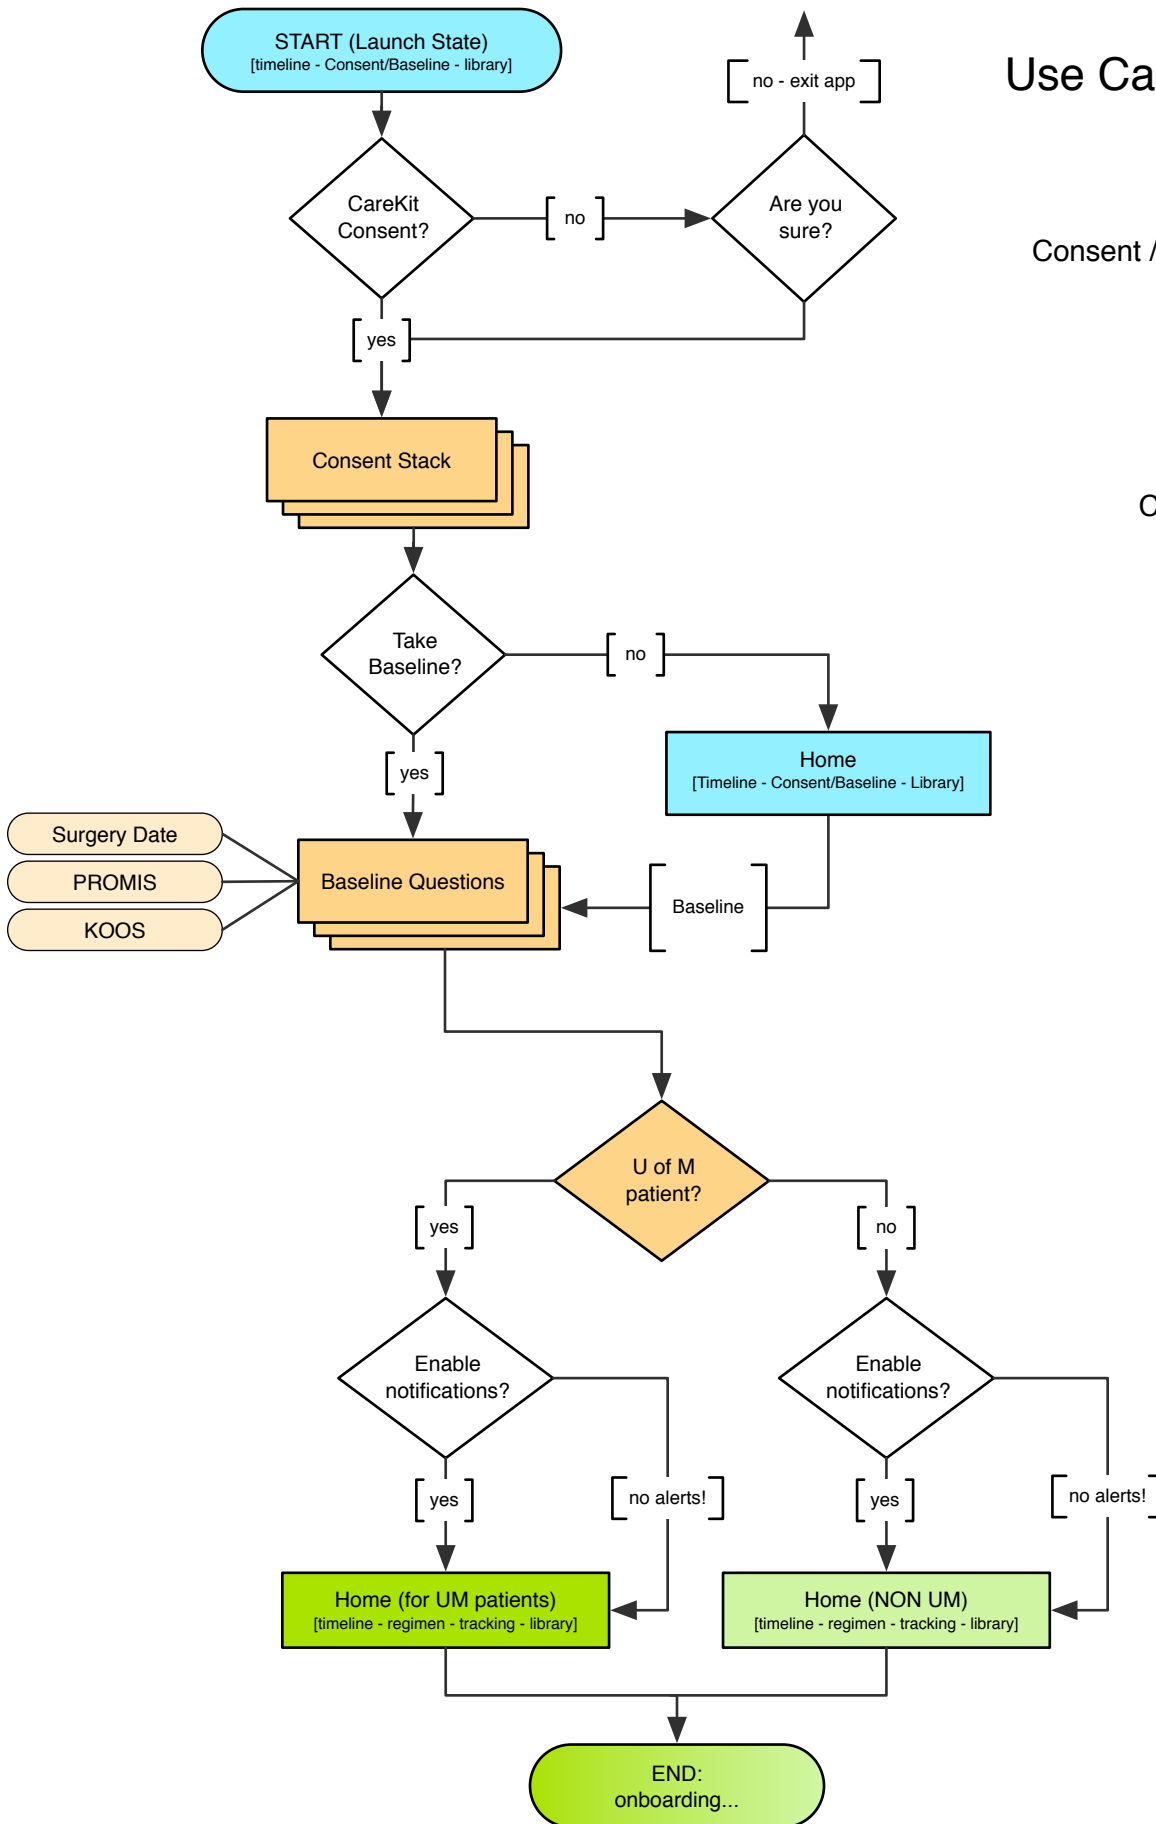 START (Launch State)
[timeline - Consent/Baseline - library]
no - exit app
Use Ca
CareKit
Consent?
no
Are you
sure?
Consent /
yes
Consent Stack
C
Take
Baseline?
no
yes
Home
[Timeline - Consent/Baseline - Library]
Surgery Date
PROMIS
KOOS
Baseline Questions
Baseline
U of M
patient?
yes
no
Enable
notifications?
Enable
notifications?
yes
no alerts!
yes
no alerts!
Home (for UM patients)
[timeline - regimen - tracking - library]
Home (NON UM)
[timeline - regimen - tracking - library]
END:
onboarding...